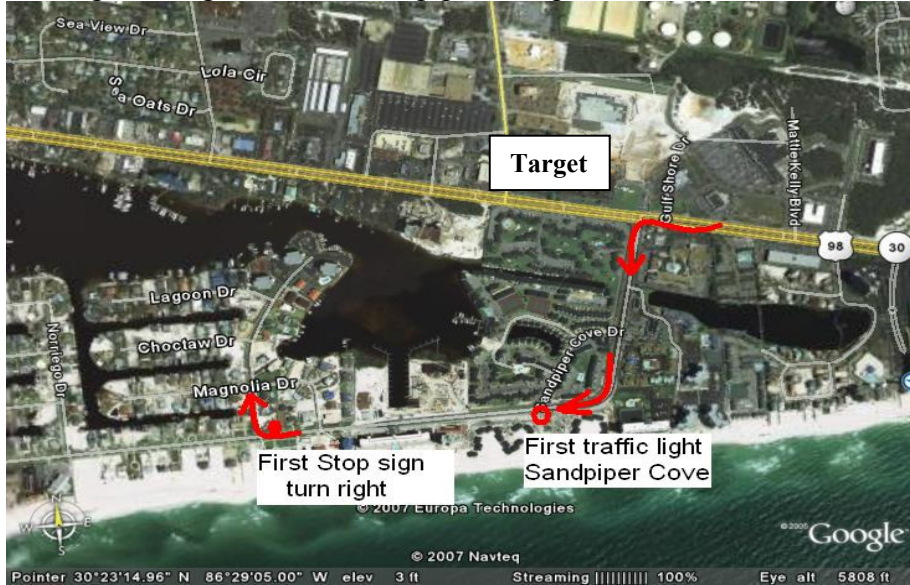 Sea View Dr
Lola Cir
Sea Oats Dr
Target
Gulf Shore Dr
Mattie Kelly Blvd
98
30
Lagoon Dr
Choctaw Dr
Norriego Dr
Magnolia Dr
Sandpiper Cove Dr
First traffic light
Sandpiper Cove
First Stop sign
turn right
© 2007 Europa Technologies
N
W E
S
©2005 Google
© 2007 Navteq
Pointer 30°23'14.96" N 86°29'05.00" W elev 3 ft Streaming ||||||||| 100% Eye alt 5808 ft